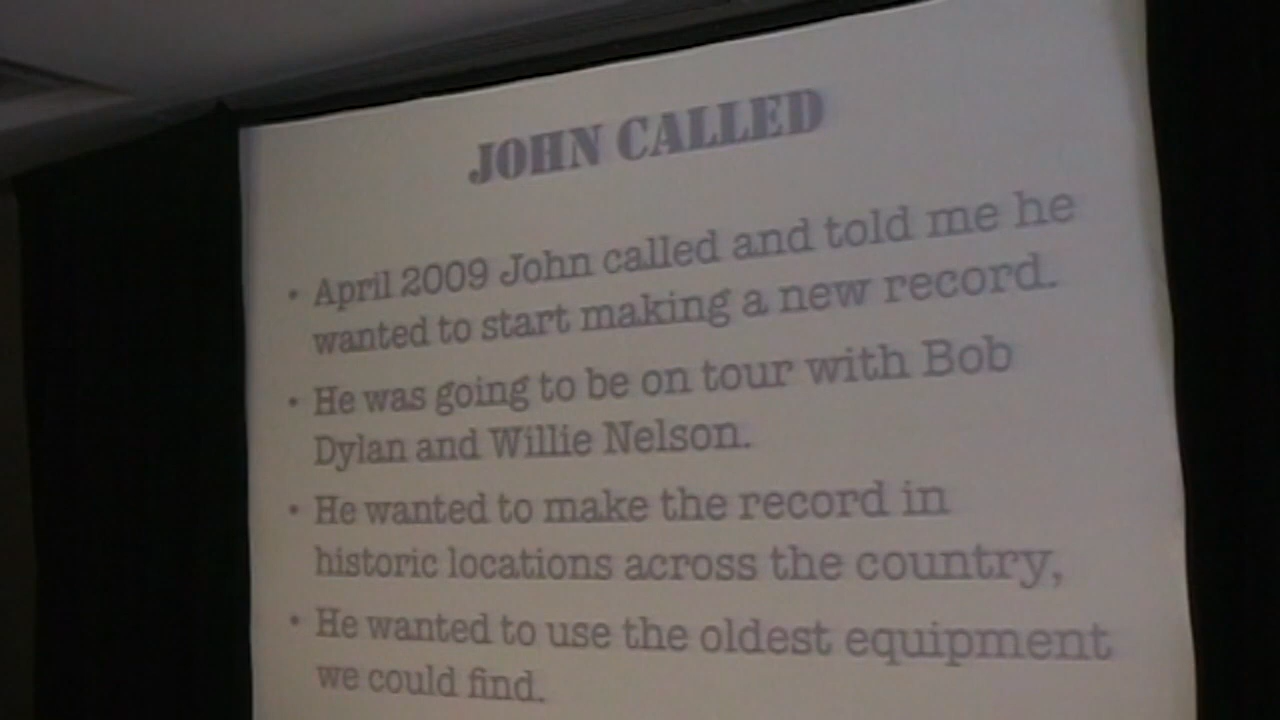 JOHN CALLED
• April 2009 John called and told me he
wanted to start making a new record.
• He was going to be on tour with Bob
Dylan and Willie Nelson.
• He wanted to make the record in
historic locations across the country,
• He wanted to use the oldest equipment
we could find.